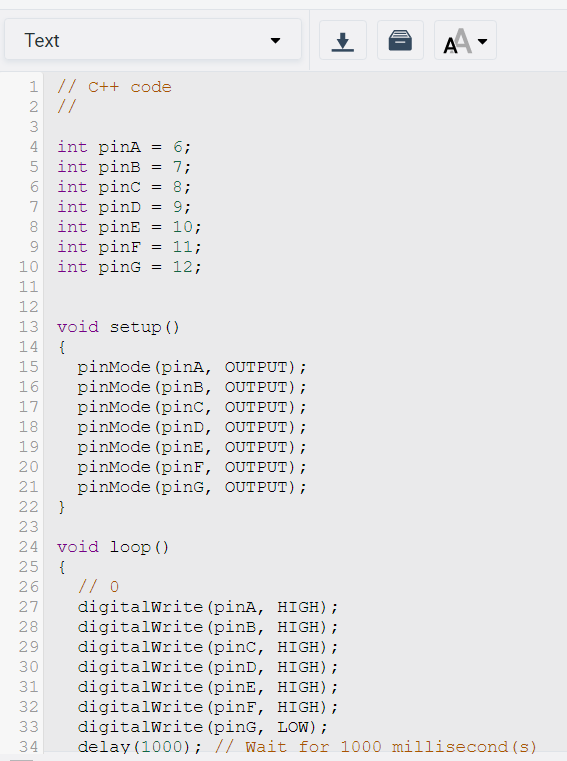 Text
AA
1 // C++ code
2 //
3
4 int pinA = 6;
5 int pinB = 7;
6 int pinC = 8;
7 int pinD = 9;
8 int pinE = 10;
9 int pinF = 11;
10 int pinG = 12;
11
12
13 void setup()
14 {
15   pinMode(pinA, OUTPUT);
16   pinMode(pinB, OUTPUT);
17   pinMode(pinC, OUTPUT);
18   pinMode(pinD, OUTPUT);
19   pinMode(pinE, OUTPUT);
20   pinMode(pinF, OUTPUT);
21   pinMode(pinG, OUTPUT);
22 }
23
24 void loop()
25 {
26   // 0
27   digitalWrite(pinA, HIGH);
28   digitalWrite(pinB, HIGH);
29   digitalWrite(pinC, HIGH);
30   digitalWrite(pinD, HIGH);
31   digitalWrite(pinE, HIGH);
32   digitalWrite(pinF, HIGH);
33   digitalWrite(pinG, LOW);
34   delay(1000); // Wait for 1000 millisecond(s)